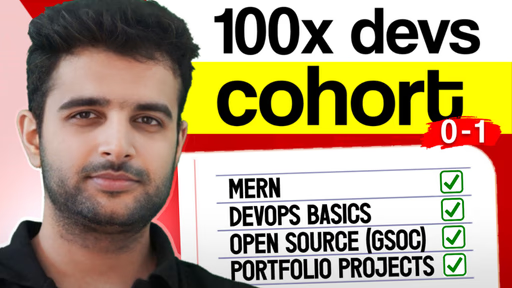 100x devs
cohort
0-1
MERN
DEVOPS BASICS
OPEN SOURCE (GSOC)
PORTFOLIO PROJECTS